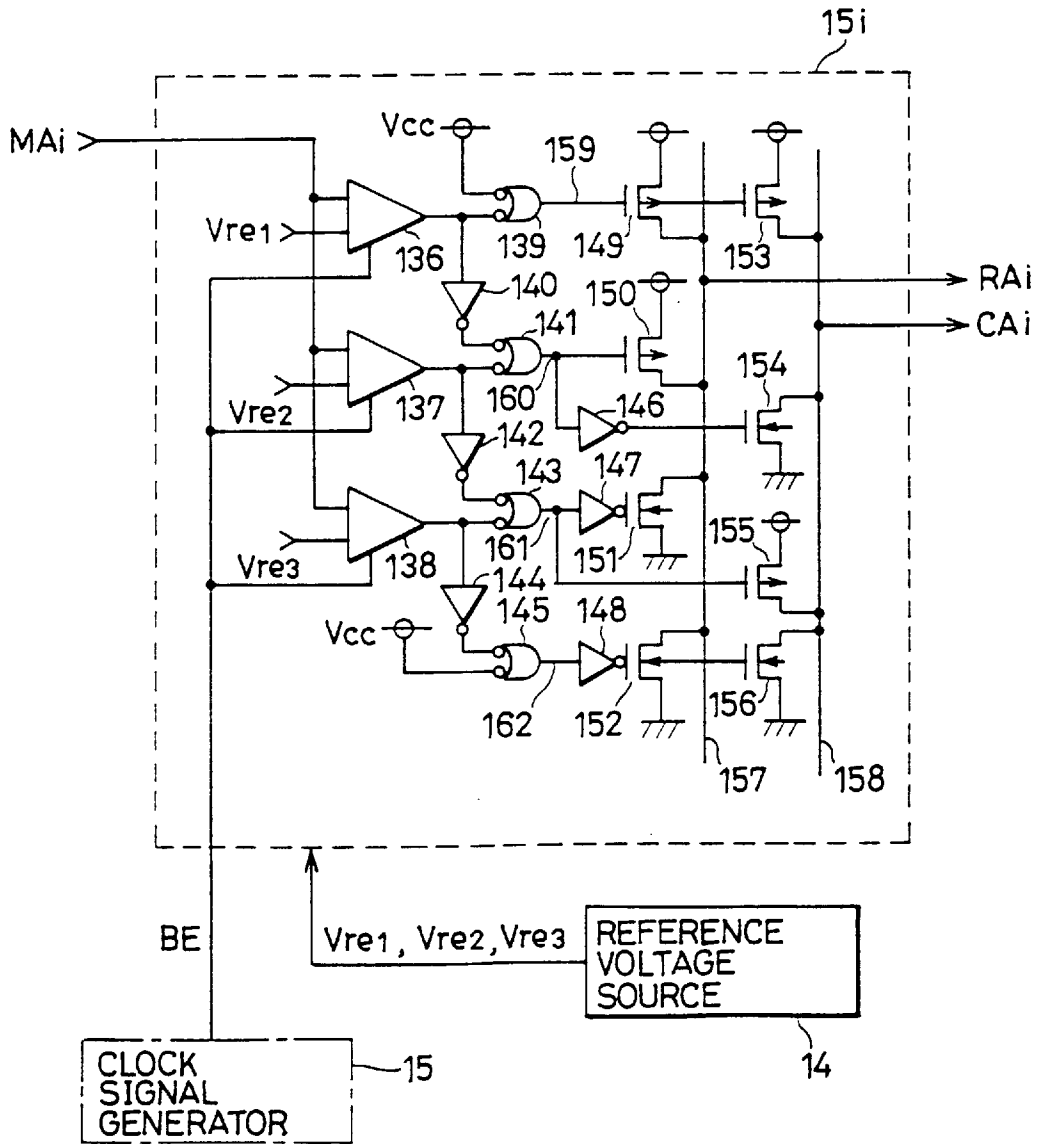 15i
MAi
Vcc
159
Vre1
136
139
149
153
140
150
RAi
141
CAi
Vre2
137
160
146
154
142
143
147
155
Vre3
138
161
151
144
145
148
Vcc
162
152
156
157
158
BE
Vre1, Vre2, Vre3
REFERENCE
VOLTAGE
SOURCE
14
CLOCK
SIGNAL
GENERATOR
15